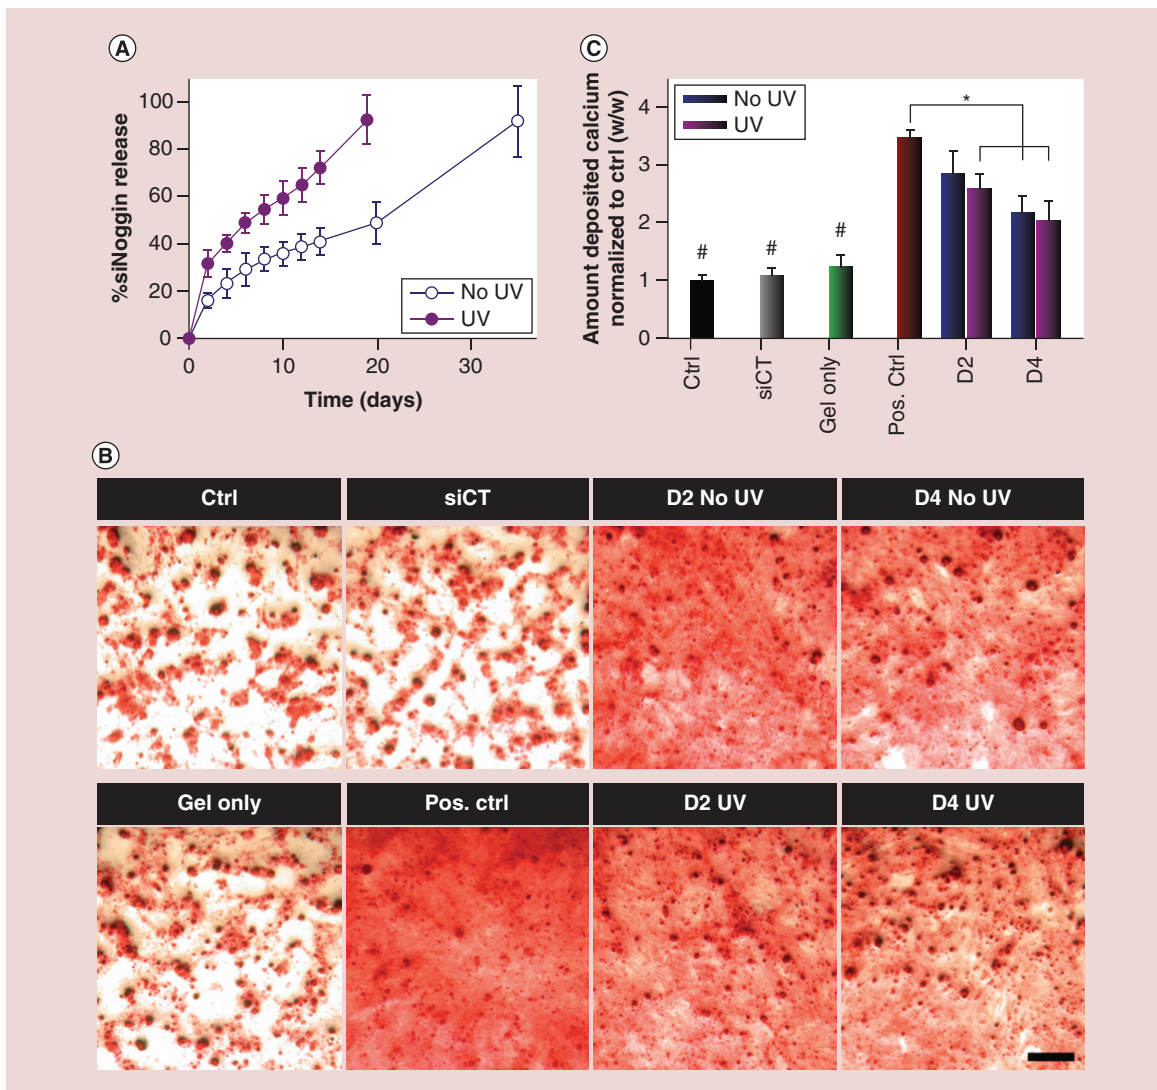 A
%siNoggin release
100
80
60
40
20
0
No UV
UV
0
10
20
30
Time (days)
C
Amount deposited calcium
normalized to ctrl (w/w)
4
3
2
1
0
No UV
UV
*
#
#
#
Ctrl
siCT
Gel only
Pos. Ctrl
D2
D4
B
Ctrl
siCT
D2 No UV
D4 No UV
Gel only
Pos. ctrl
D2 UV
D4 UV